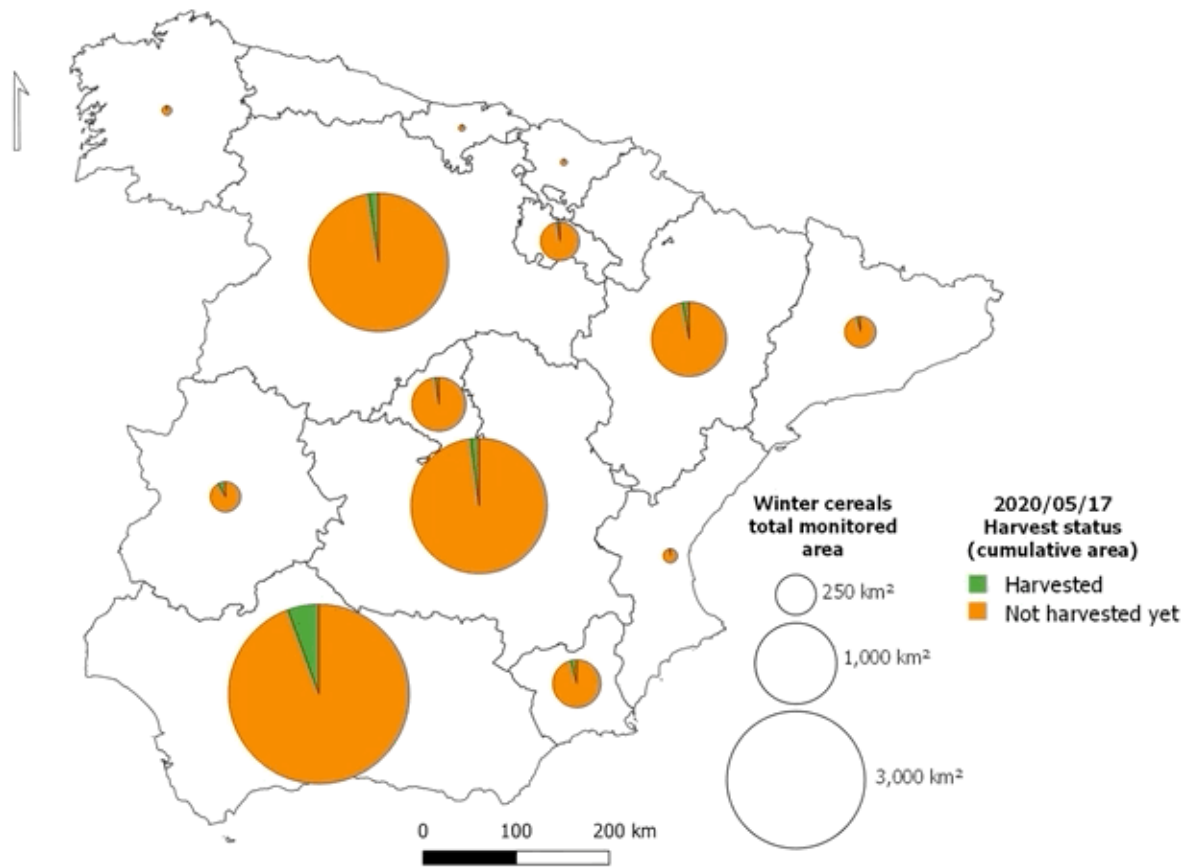 Winter cereals
total monitored
area
250 km²
1,000 km²
3,000 km²
2020/05/17
Harvest status
(cumulative area)
Harvested
Not harvested yet
0 100 200 km